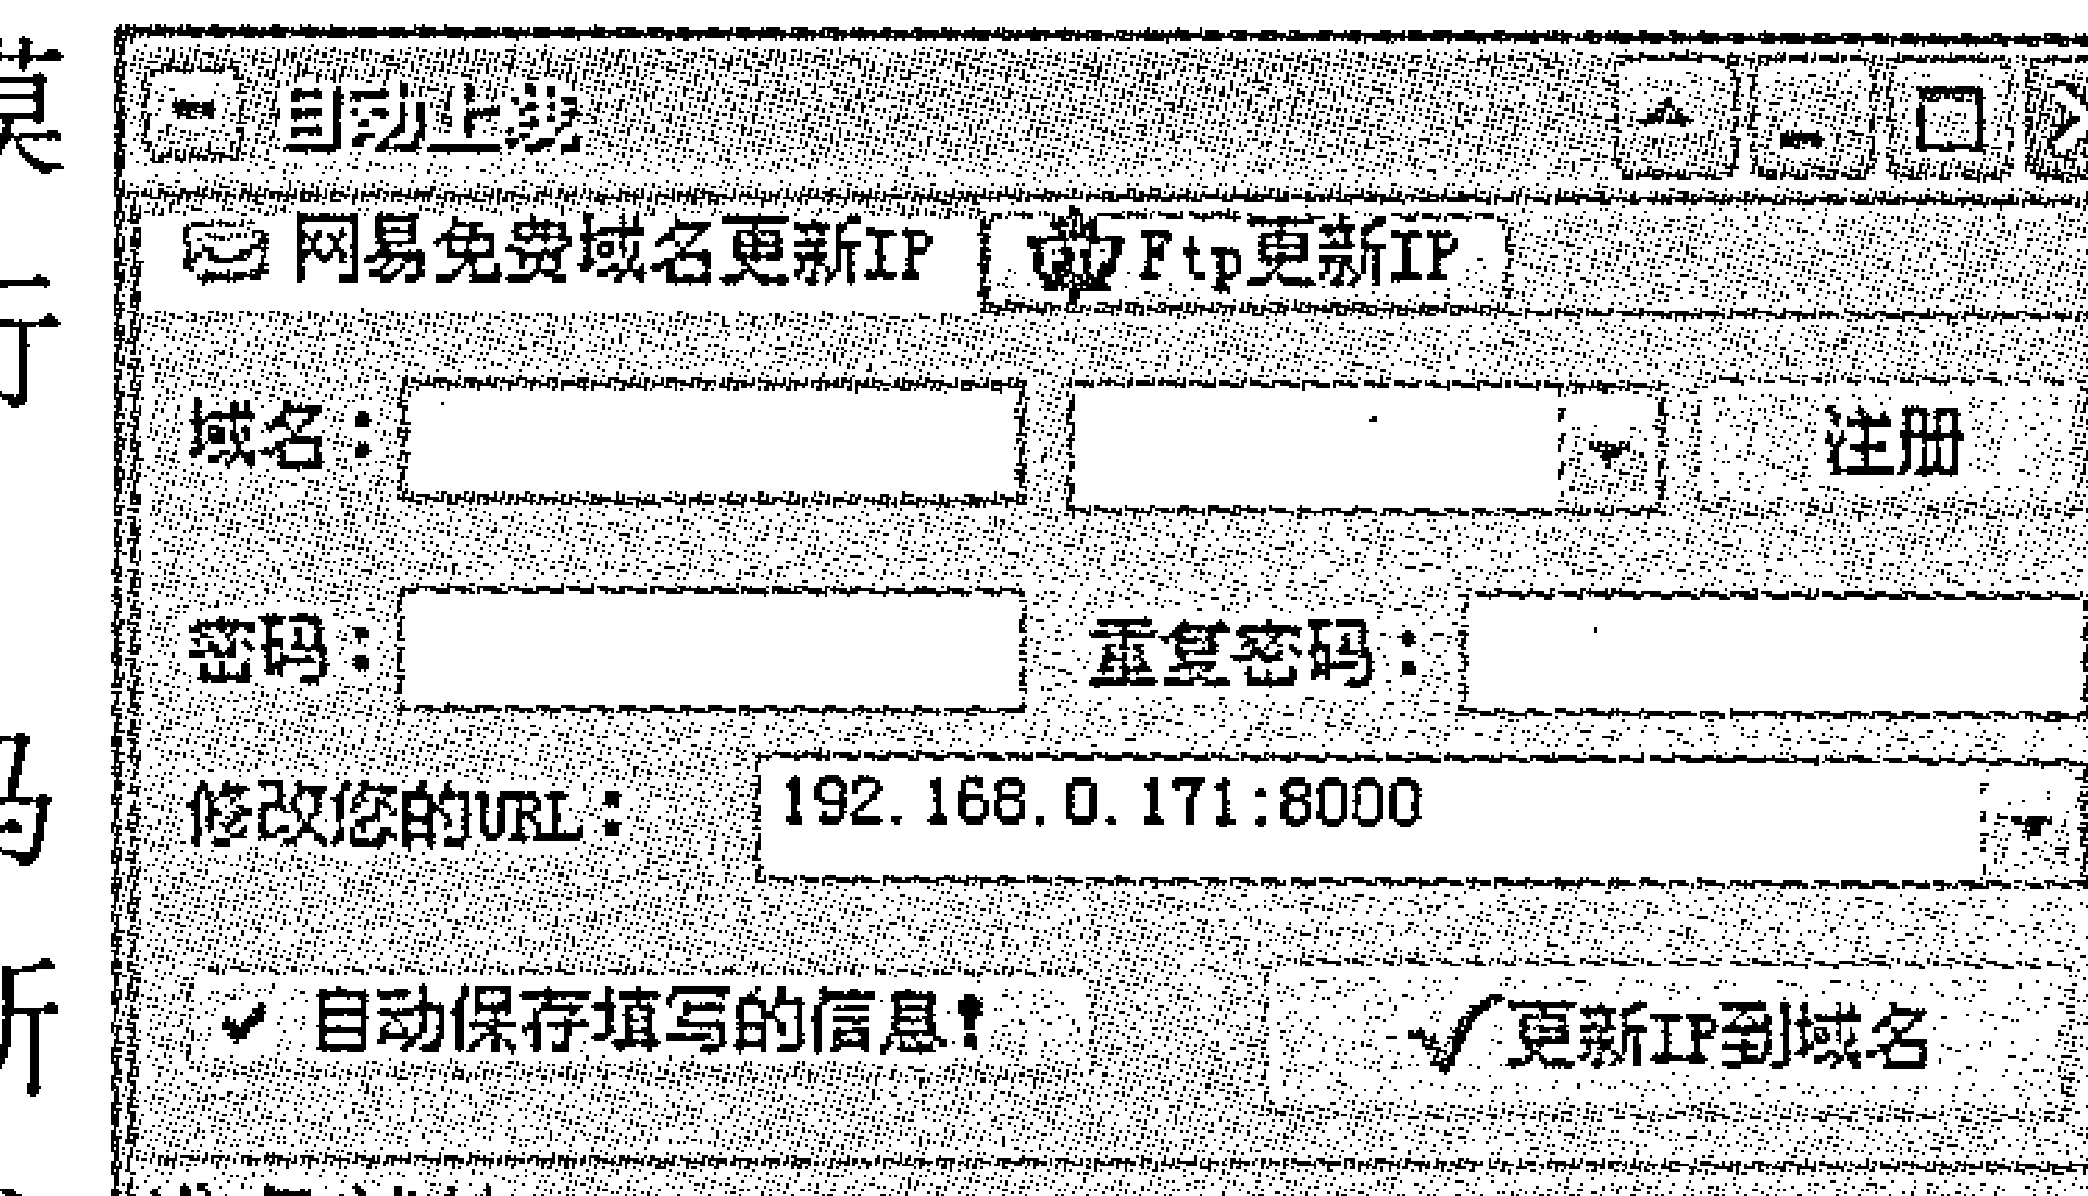 自动上线
网易免费域名更新IP Ftp更新IP
域名： 注册
密码： 重复密码：
修改您的URL： 192.168.0.171:8000
自动保存填写的信息！ 更新IP到域名